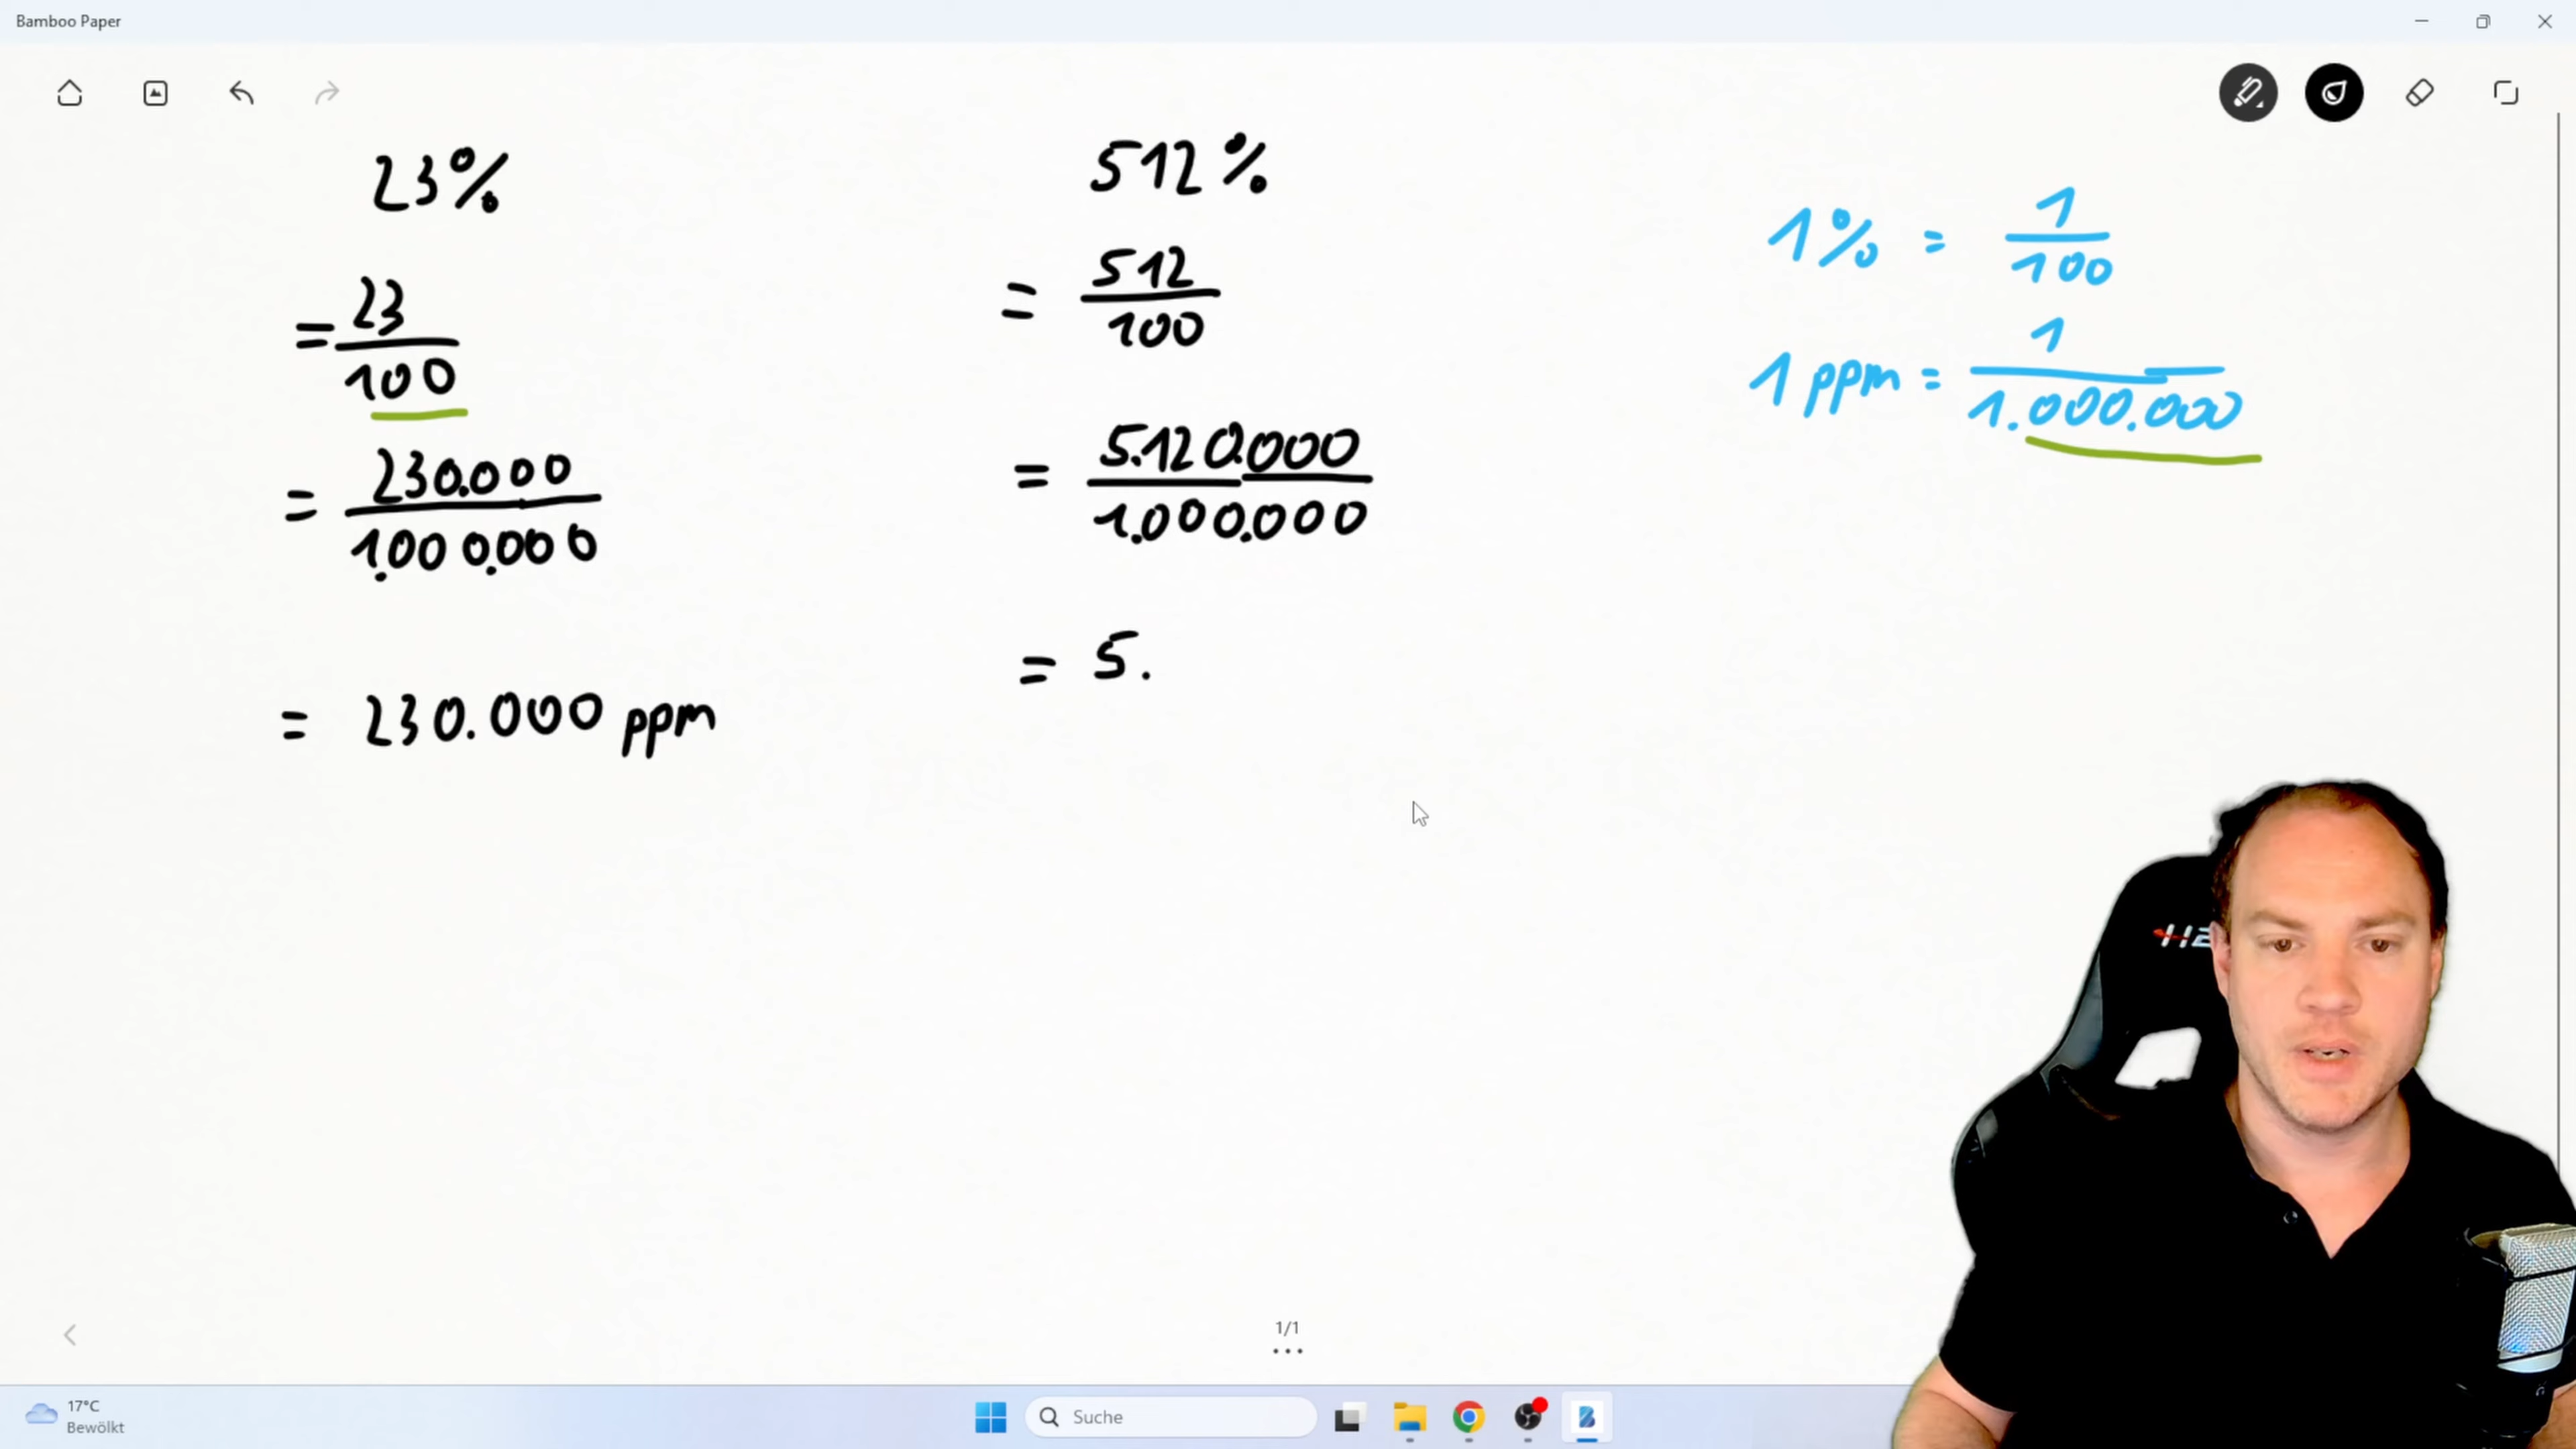 Bamboo Paper
23%
= 23
100
= 230.000
1.000.000
= 230.000 ppm
512%
= 512
100
= 5.120.000
1.000.000
= 5.
1% = 1
100
1 ppm = 1
1.000.000
1/1
17°C
Bewölkt
Suche